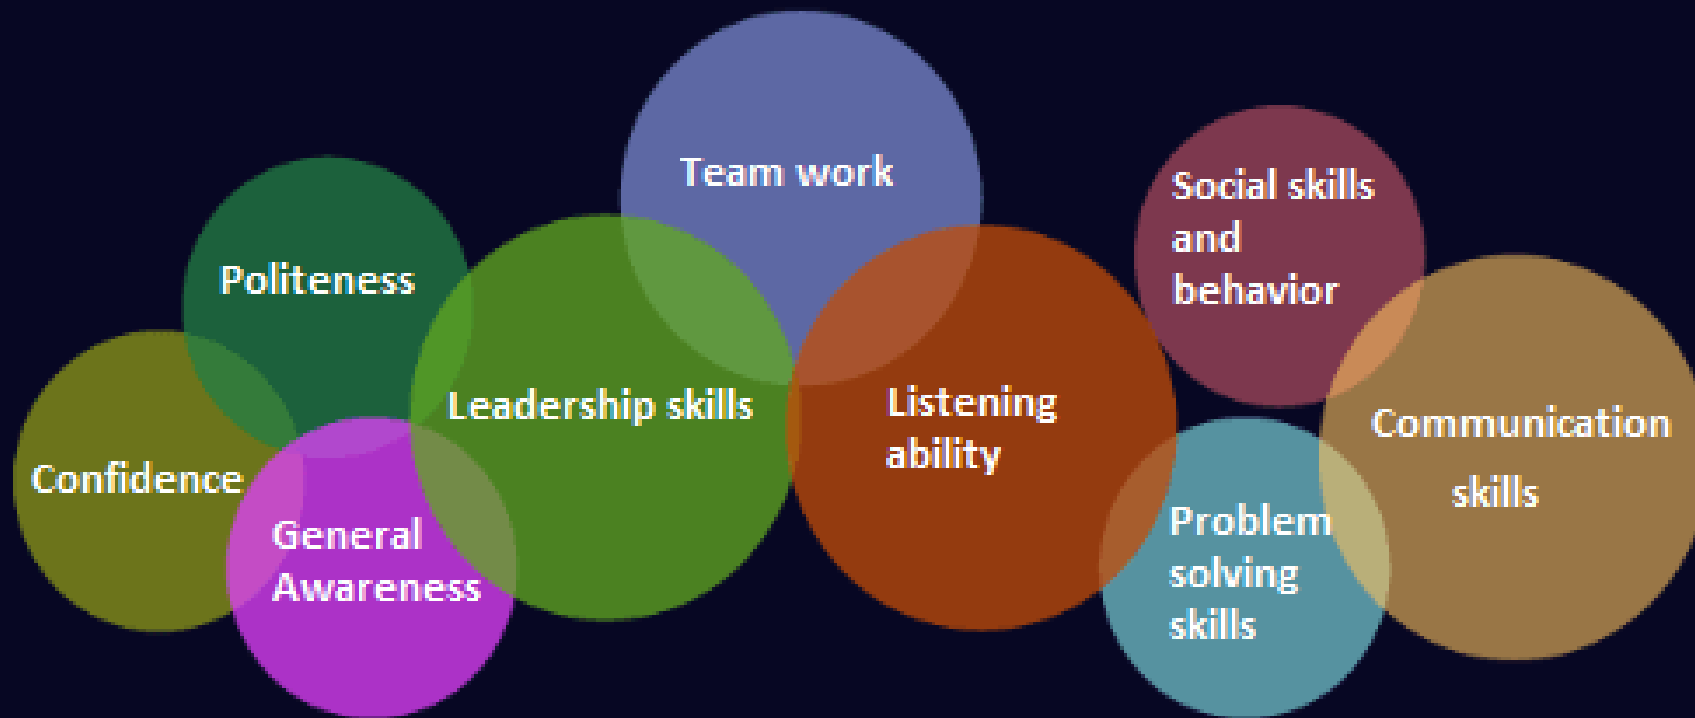 Team work
Social skills
and
behavior
Politeness
Leadership skills
Listening
ability
Communication
skills
Confidence
General
Awareness
Problem
solving
skills